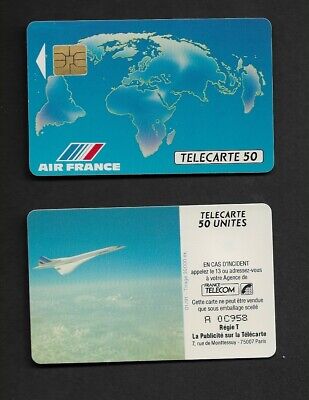 AIR FRANCE
TELECARTE 50
TELECARTE
50 UNITES
EN CAS D'INCIDENT
appelez le 13 ou adressez-vous
à votre Agence de
FRANCE
TELECOM
Cette carte ne peut être vendue
que sous emballage scellé
A 0C958
Régie T
La Publicité sur la Télécarte
7, rue de Monttessuy - 75007 Paris